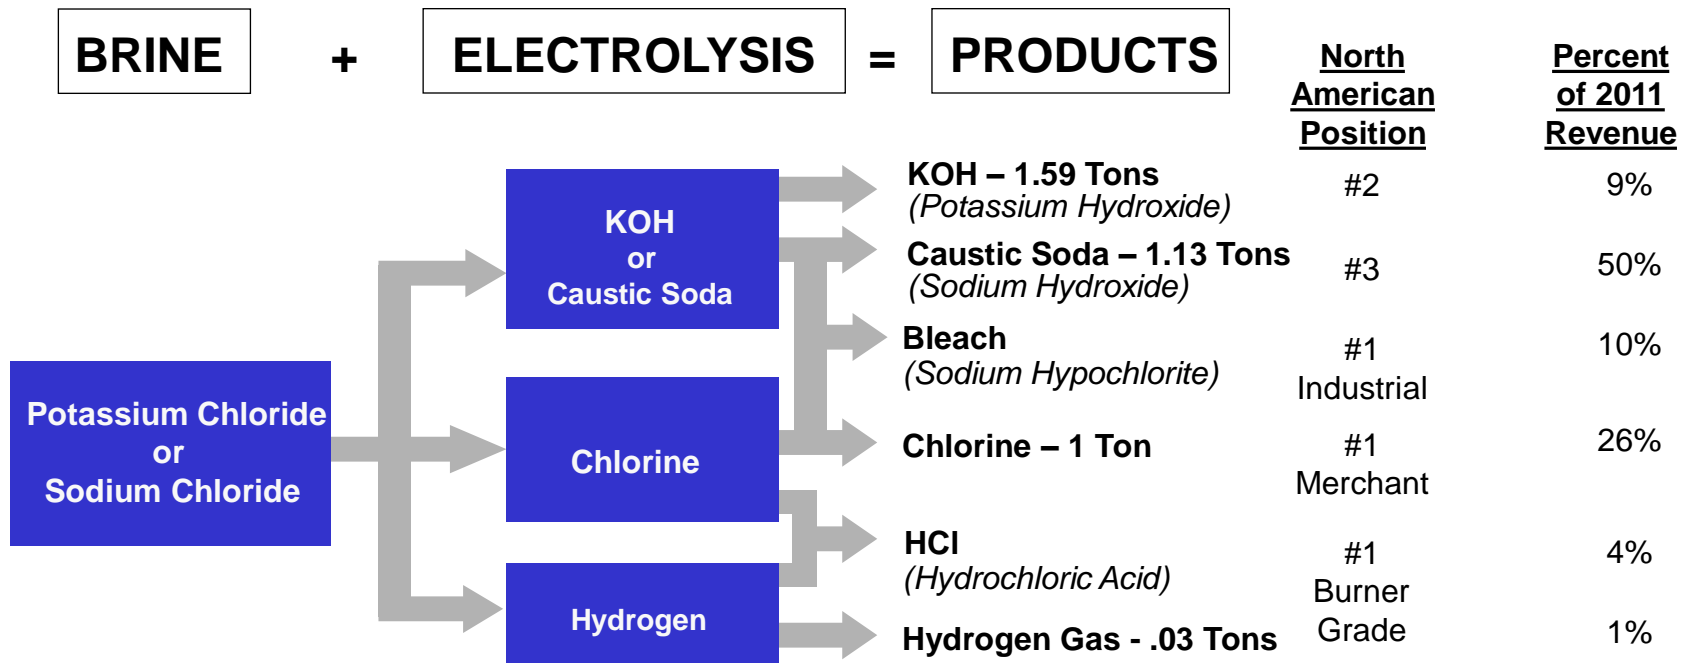 BRINE + ELECTROLYSIS = PRODUCTS
North
American
Position
Percent
of 2011
Revenue
Potassium Chloride
or
Sodium Chloride
KOH
or
Caustic Soda
Chlorine
Hydrogen
KOH – 1.59 Tons
(Potassium Hydroxide)
#2
9%
Caustic Soda – 1.13 Tons
(Sodium Hydroxide)
#3
50%
Bleach
(Sodium Hypochlorite)
#1
Industrial
10%
Chlorine – 1 Ton
#1
Merchant
26%
HCl
(Hydrochloric Acid)
#1
Burner
Grade
4%
Hydrogen Gas - .03 Tons
1%